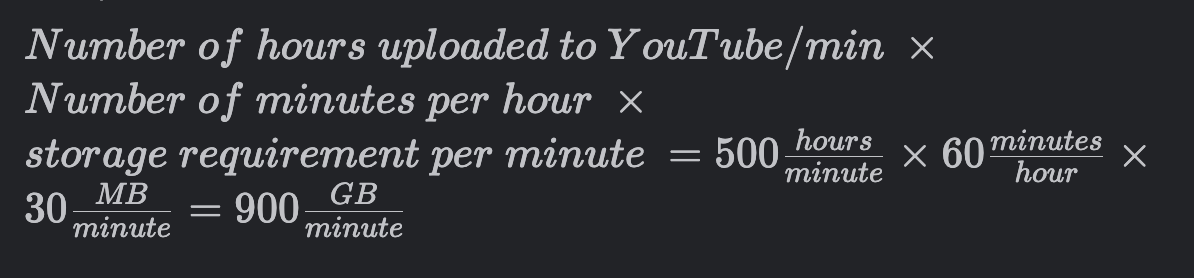 Number of hours uploaded to YouTube/min ×
Number of minutes per hour ×
storage requirement per minute = 500 hours/minute × 60 minutes/hour ×
30 MB/minute = 900 GB/minute